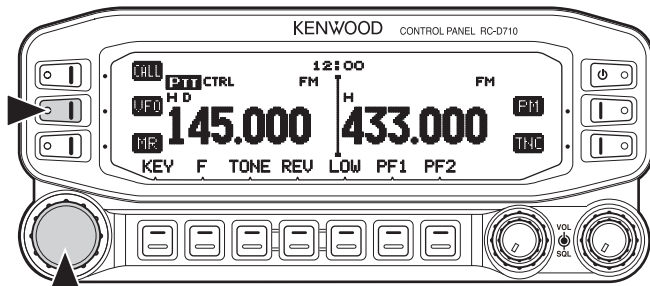 KENWOOD CONTROL PANEL RC-D710
CALL 12:00
PTT CTRL FM FM
VFO H D H PM
145.000 433.000
MR TNC
KEY F TONE REV LOW PF1 PF2
VOL
SQL